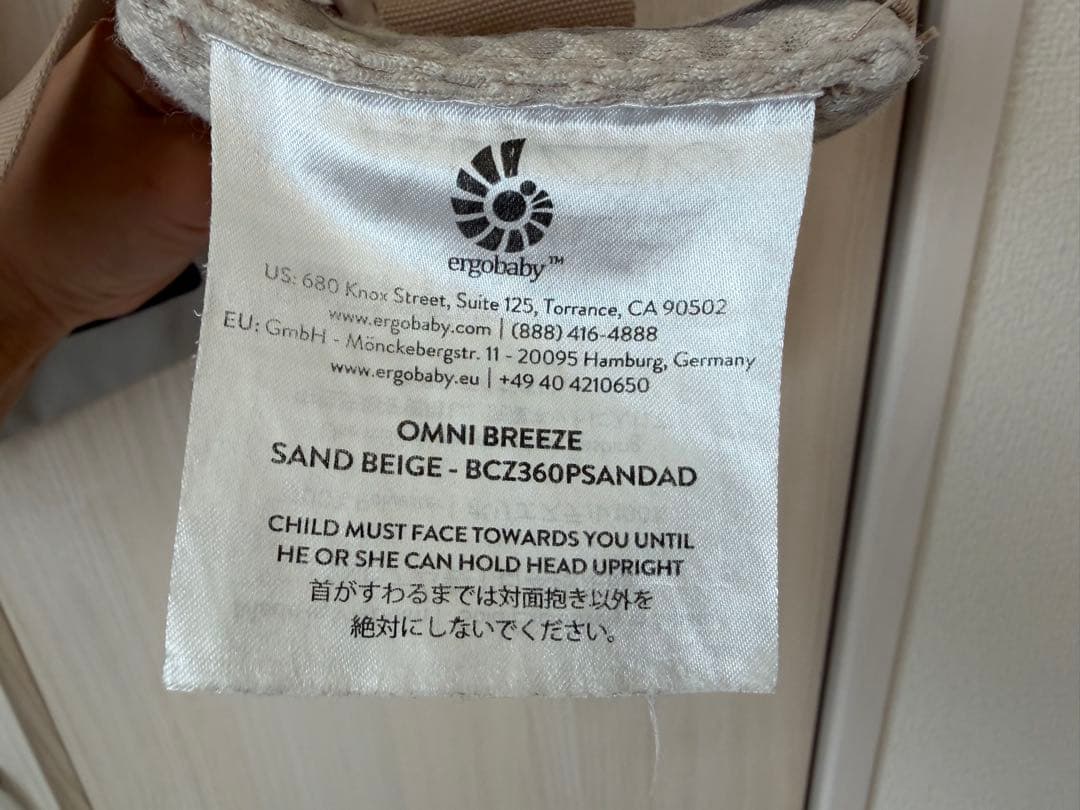 ergobaby™
US: 680 Knox Street, Suite 125, Torrance, CA 90502
www.ergobaby.com | (888) 416-4888
EU: GmbH - Mönckebergstr. 11 - 20095 Hamburg, Germany
www.ergobaby.eu | +49 40 4210650
OMNI BREEZE
SAND BEIGE - BCZ360PSANDAD
CHILD MUST FACE TOWARDS YOU UNTIL
HE OR SHE CAN HOLD HEAD UPRIGHT
首がすわるまでは対面抱き以外を
絶対にしないでください。